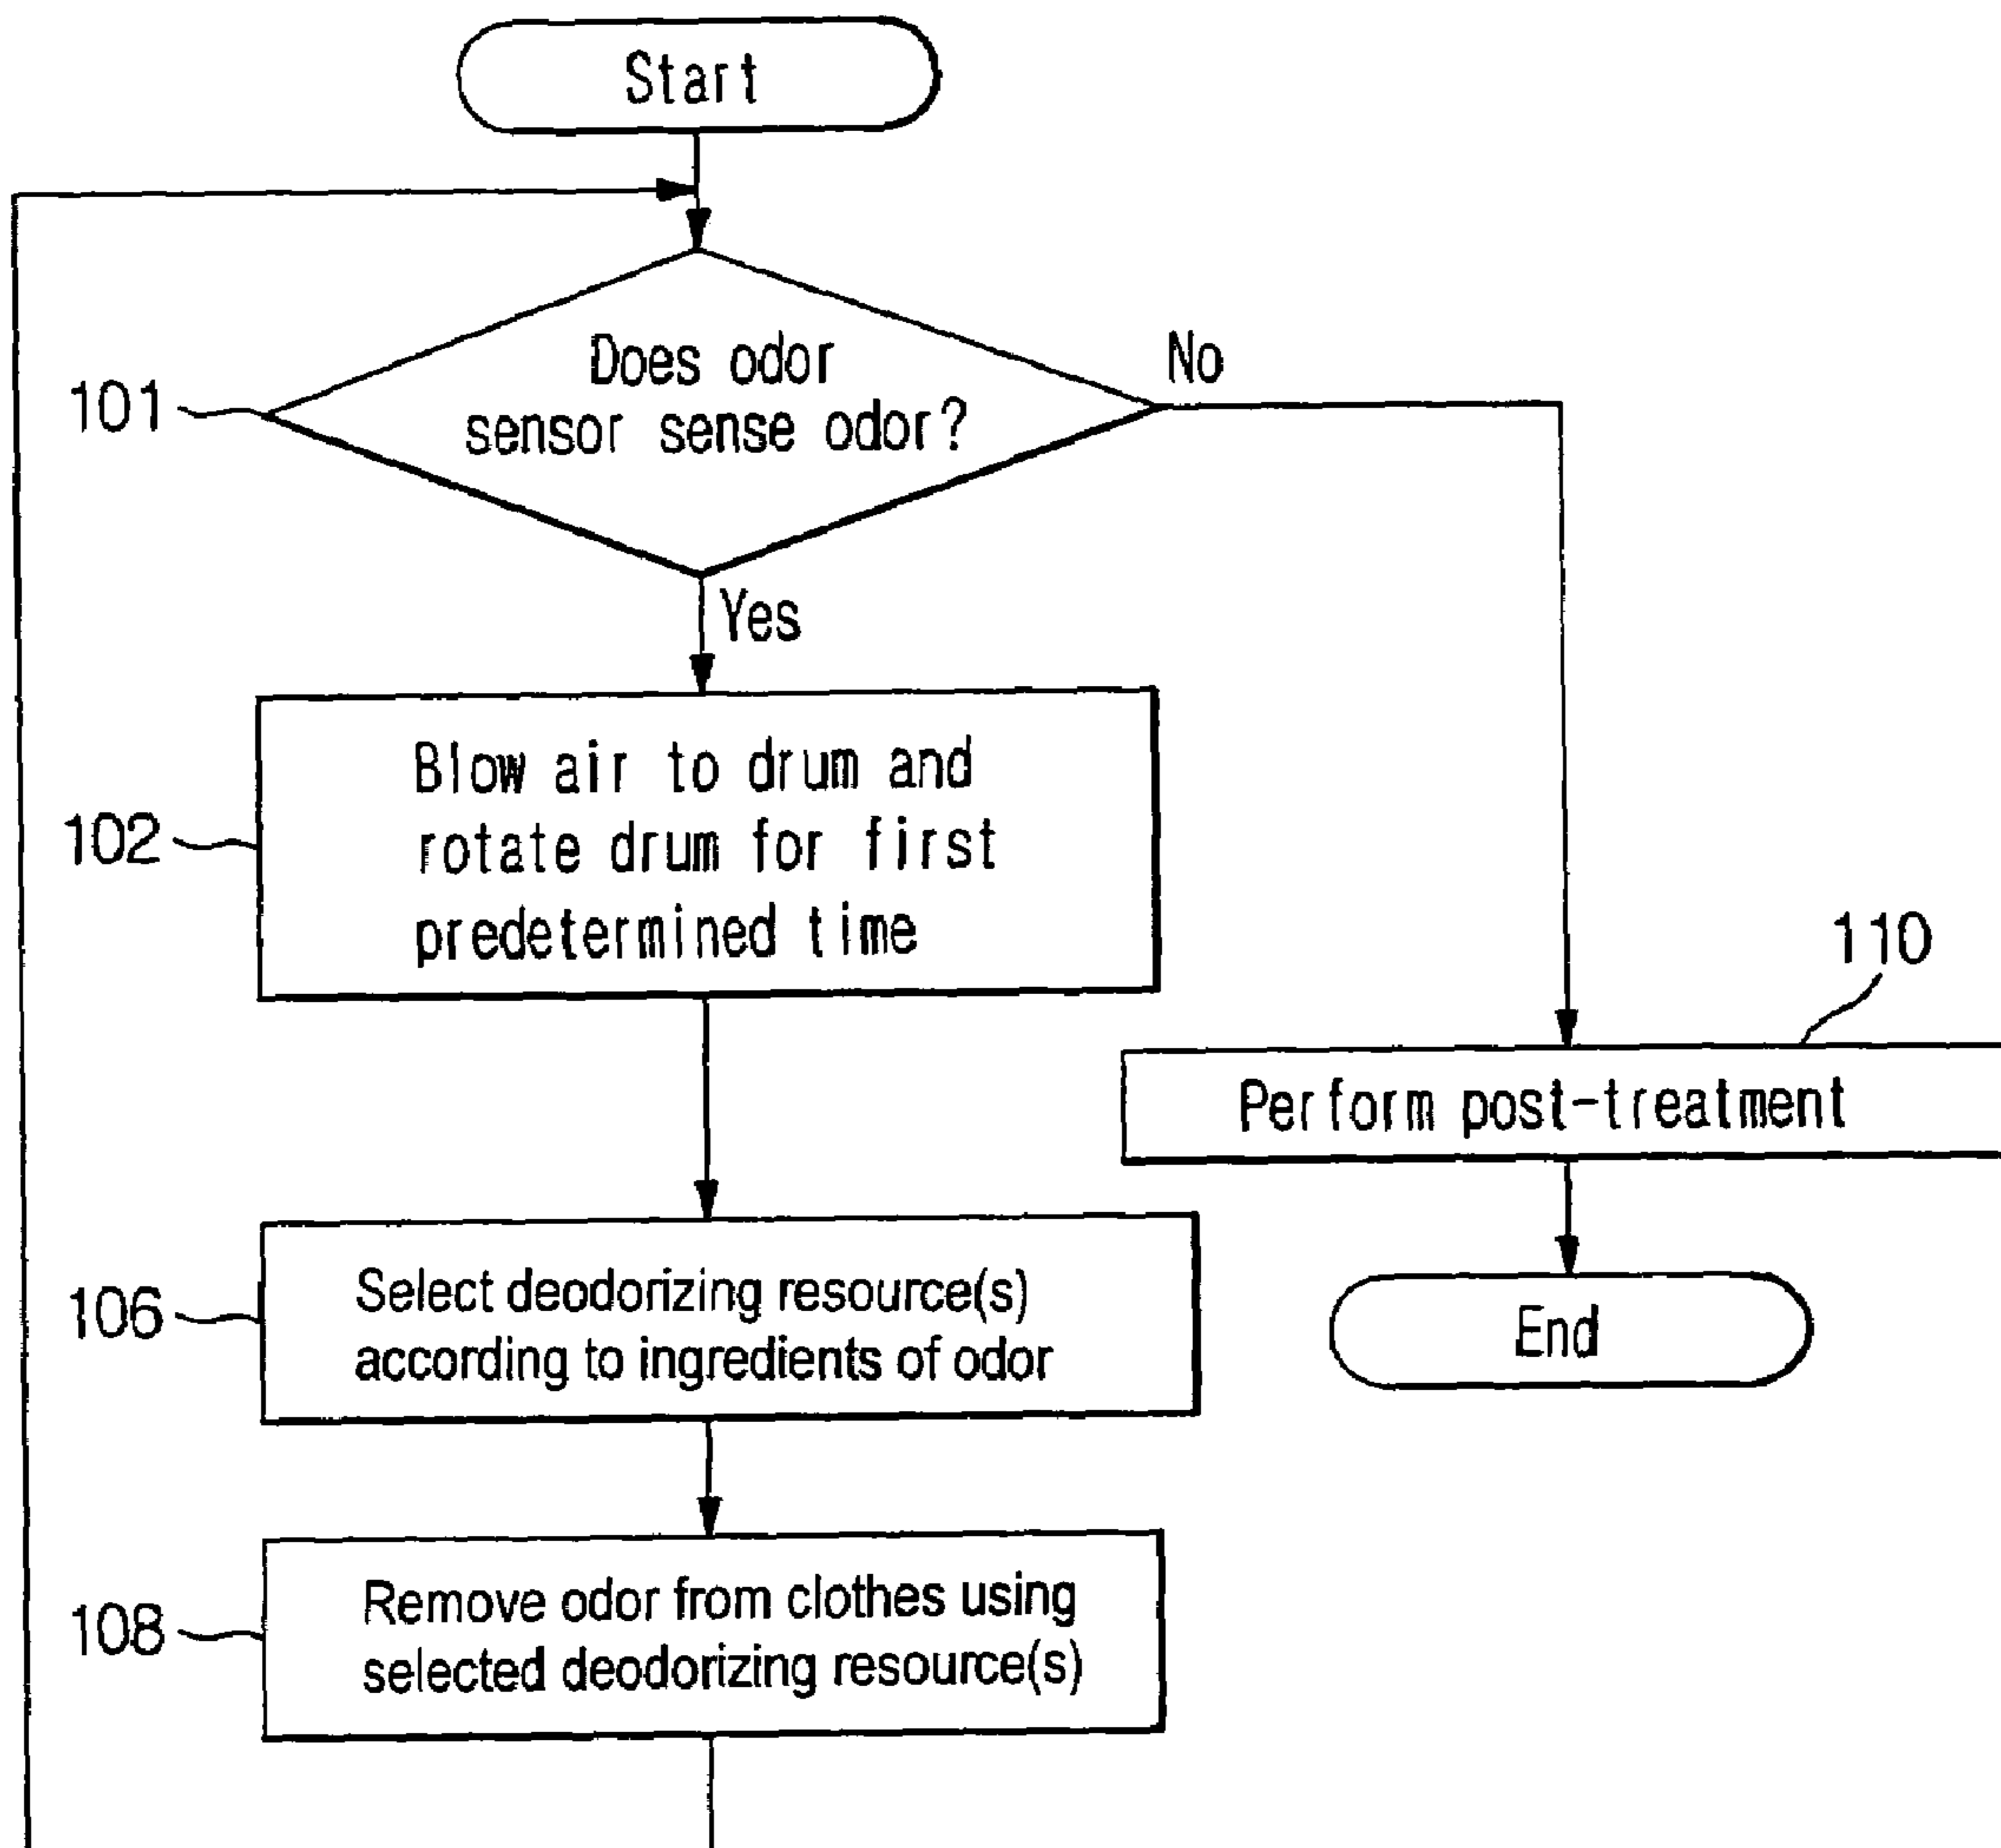 Start
Does odor
sensor sense odor?
No
101
Yes
Blow air to drum and
rotate drum for first
predetermined time
102
110
Perform post-treatment
Select deodorizing resource(s)
according to ingredients of odor
106
End
Remove odor from clothes using
selected deodorizing resource(s)
108